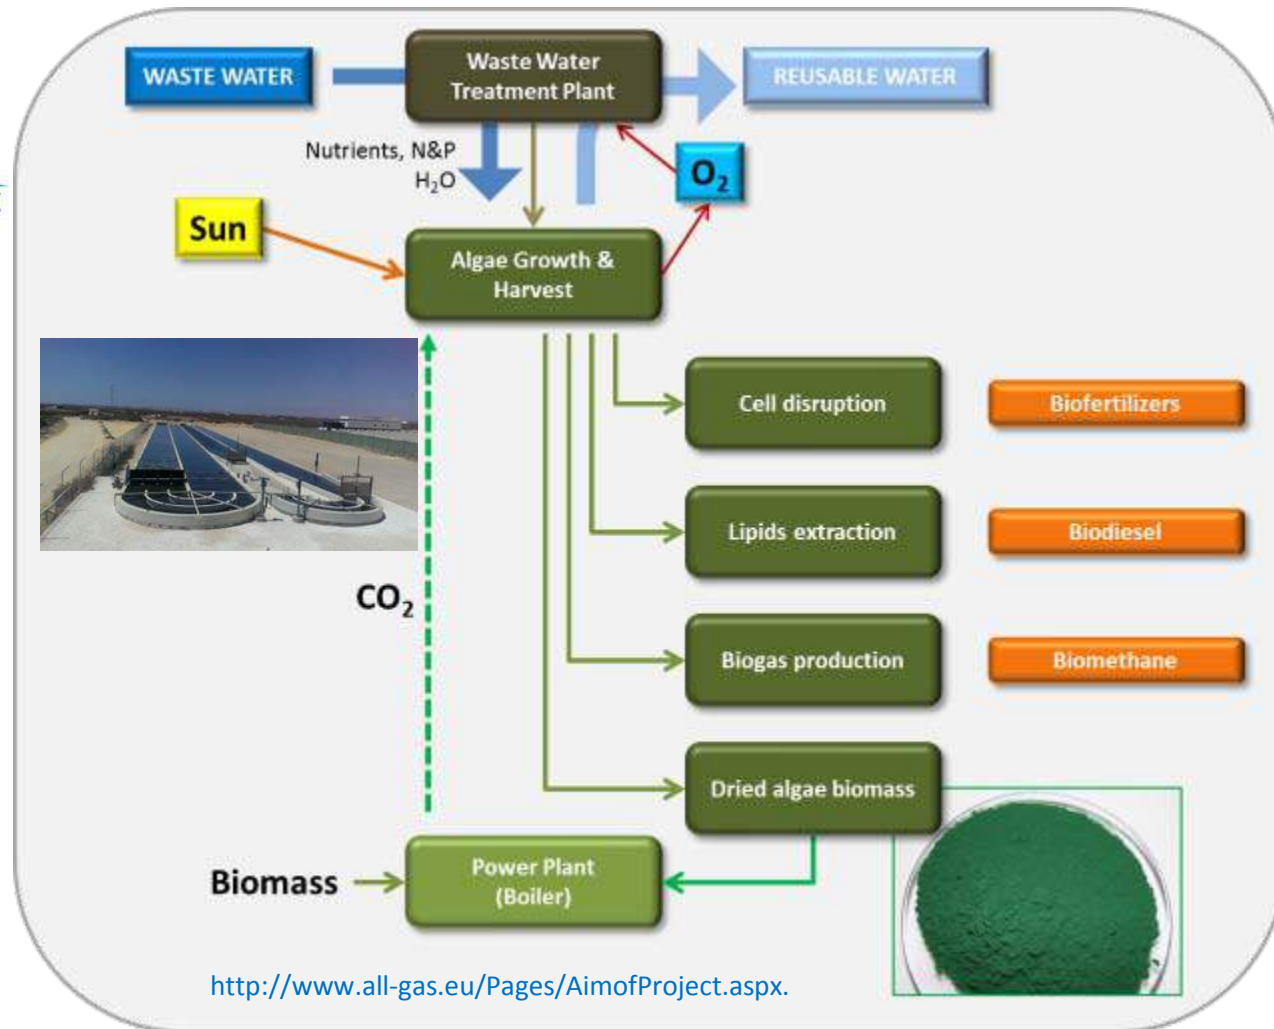 WASTE WATER
Waste Water
Treatment Plant
REUSABLE WATER
Nutrients, N&P
H₂O
O₂
Sun
Algae Growth &
Harvest
Cell disruption
Biofertilizers
Lipids extraction
Biodiesel
CO₂
Biogas production
Biomethane
Dried algae biomass
Biomass
Power Plant
(Boiler)
http://www.all-gas.eu/Pages/AimofProject.aspx.